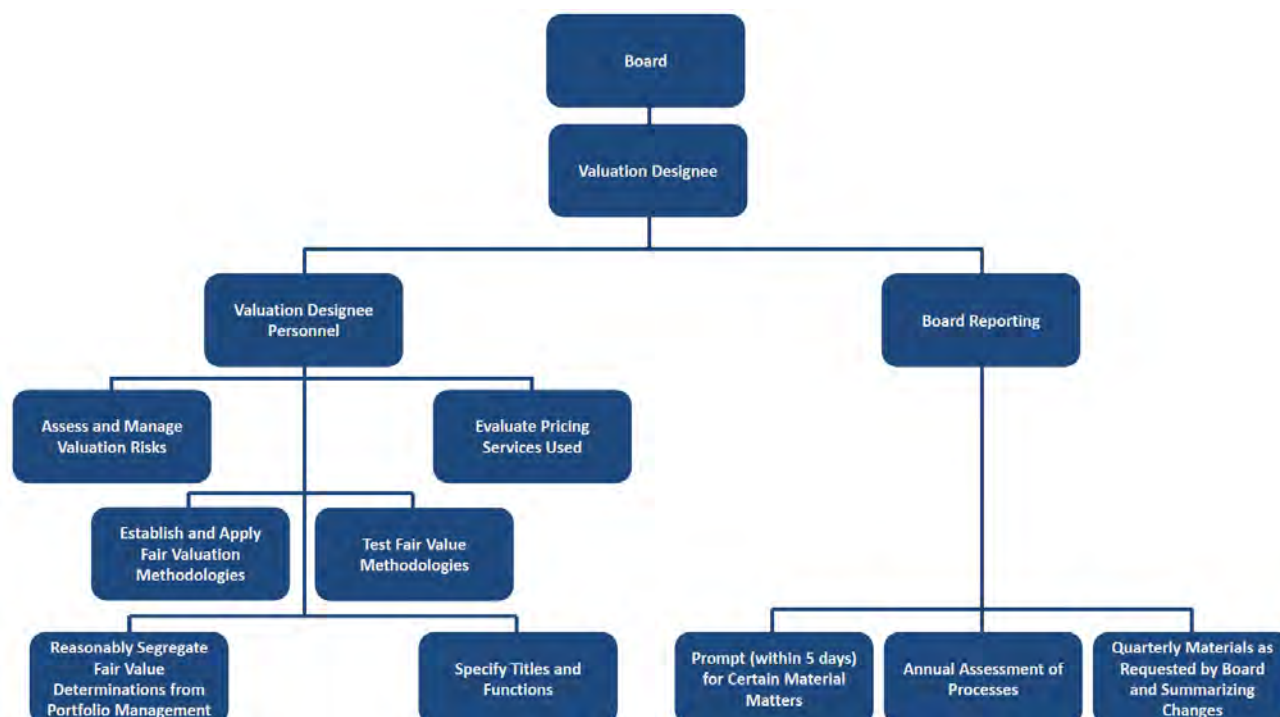 Board
Valuation Designee
Valuation Designee
Personnel
Board Reporting
Assess and Manage
Valuation Risks
Evaluate Pricing
Services Used
Establish and Apply
Fair Valuation
Methodologies
Test Fair Value
Methodologies
Reasonably Segregate
Fair Value
Determinations from
Portfolio Management
Specify Titles and
Functions
Prompt (within 5 days)
for Certain Material
Matters
Annual Assessment of
Processes
Quarterly Materials as
Requested by Board
and Summarizing
Changes